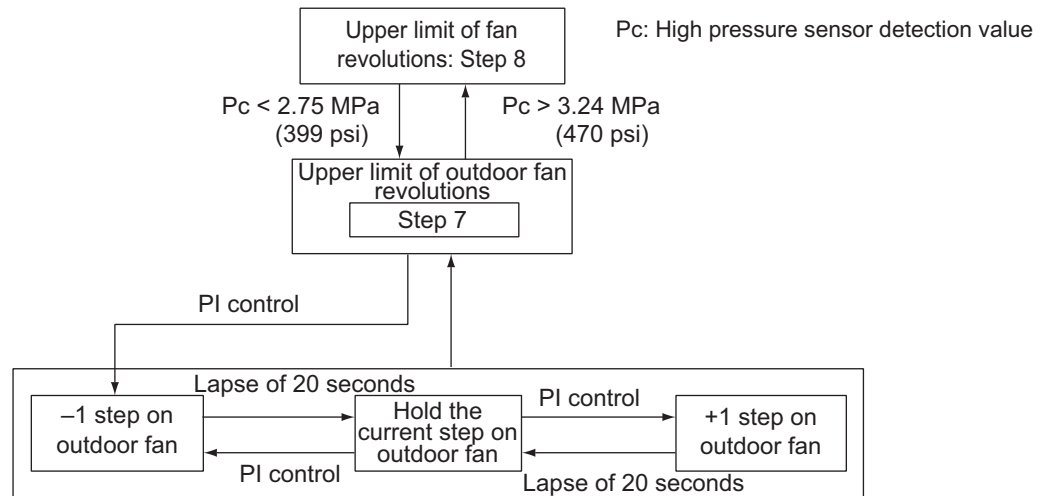 Upper limit of fan
revolutions: Step 8
Pc: High pressure sensor detection value
Pc < 2.75 MPa
(399 psi)
Pc > 3.24 MPa
(470 psi)
Upper limit of outdoor fan
revolutions
Step 7
PI control
Lapse of 20 seconds
–1 step on
outdoor fan
Hold the
current step on
outdoor fan
PI control
+1 step on
outdoor fan
PI control
Lapse of 20 seconds